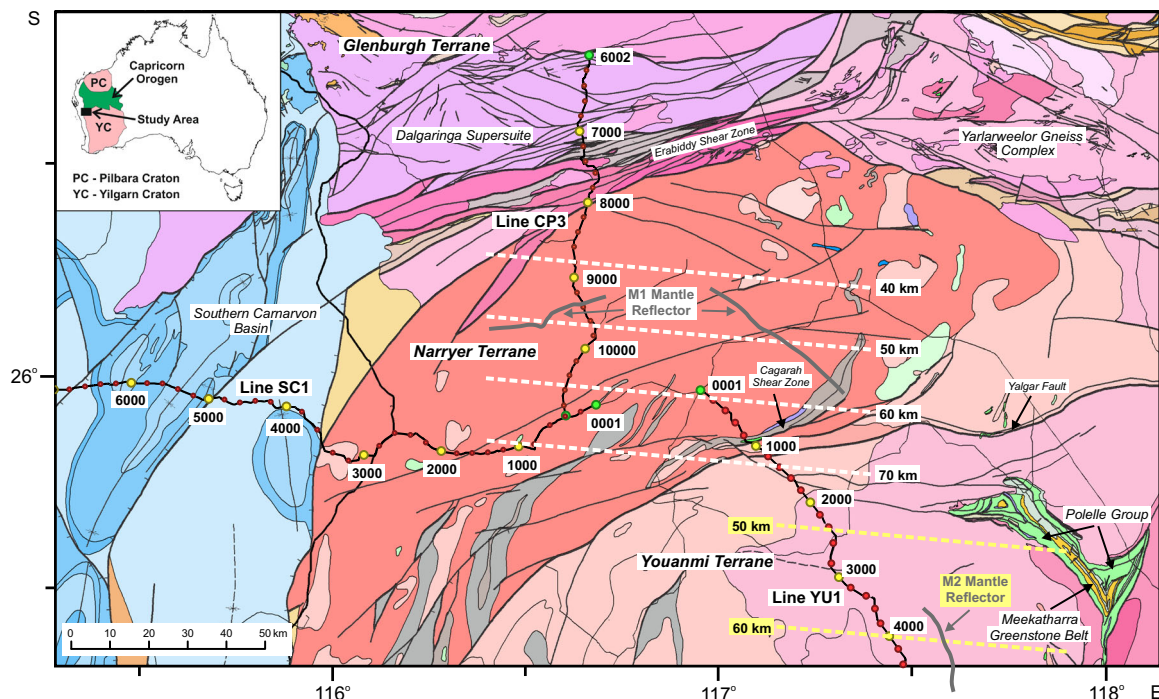 S
PC
Capricorn
Orogen
Study Area
YC
PC - Pilbara Craton
YC - Yilgarn Craton
Glenburgh Terrane
6002
Dalgaringa Supersuite
7000
Erabiddy Shear Zone
Yarlarweelor Gneiss
Complex
Line CP3
8000
9000
40 km
M1 Mantle
Reflector
Southern Carnarvon
Basin
Narryer Terrane
10000
50 km
26°
Line SC1
6000
5000
4000
3000
2000
1000
0001
0001
Cagarah
Shear Zone
60 km
Yalgar Fault
1000
70 km
2000
50 km
Polelle Group
Youanmi Terrane
3000
Line YU1
M2 Mantle
Reflector
60 km
4000
Meekatharra
Greenstone Belt
0 10 20 30 40 50 km
116°
117°
118°
E